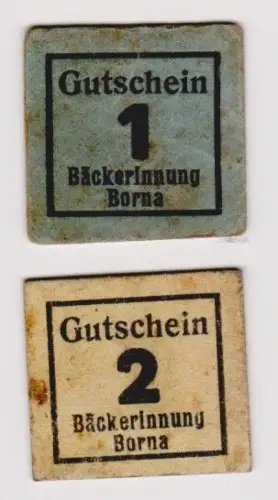 Gutschein
1
Bäckerinnung
Borna
Gutschein
2
Bäckerinnung
Borna